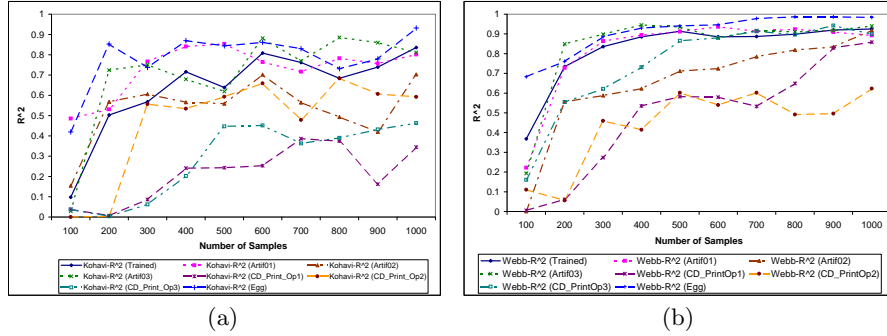 R^2
1
0.9
0.8
0.7
0.6
0.5
0.4
0.3
0.2
0.1
0
100 200 300 400 500 600 700 800 900 1000
Number of Samples
Kohavi-R^2 (Trained) Kohavi-R^2 (Artif01) Kohavi-R^2 (Artif02)
Kohavi-R^2 (Artif03) Kohavi-R^2 (CD_Print_Op1) Kohavi-R^2 (CD_Print_Op2)
Kohavi-R^2 (CD_Print_Op3) Kohavi-R^2 (Egg)
(a)
R^2
1
0.9
0.8
0.7
0.6
0.5
0.4
0.3
0.2
0.1
0
100 200 300 400 500 600 700 800 900 1000
Number of Samples
Webb-R^2 (Trained) Webb-R^2 (Artif01) Webb-R^2 (Artif02)
Webb-R^2 (Artif03) Webb-R^2 (CD_PrintOp1) Webb-R^2 (CD_PrintOp2)
Webb-R^2 (CD_PrintOp3) Webb-R^2 (Egg)
(b)